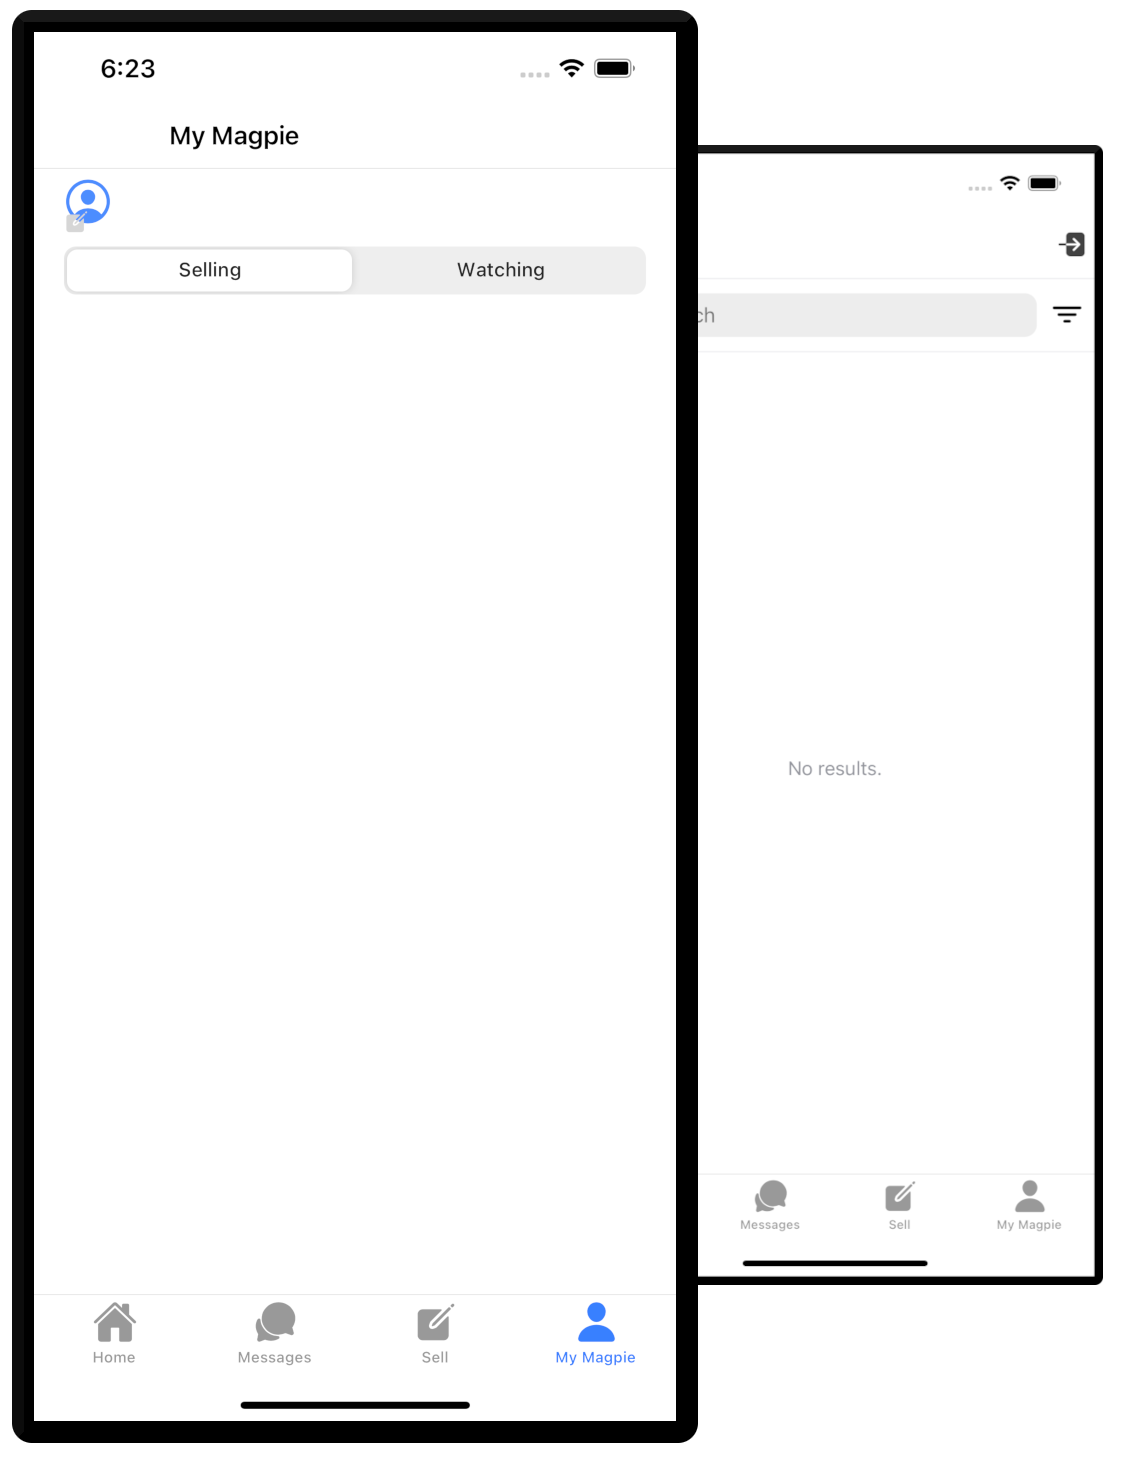 6:23
My Magpie
Selling
Watching
Home
Messages
Sell
My Magpie
ch
No results.
Messages
Sell
My Magpie